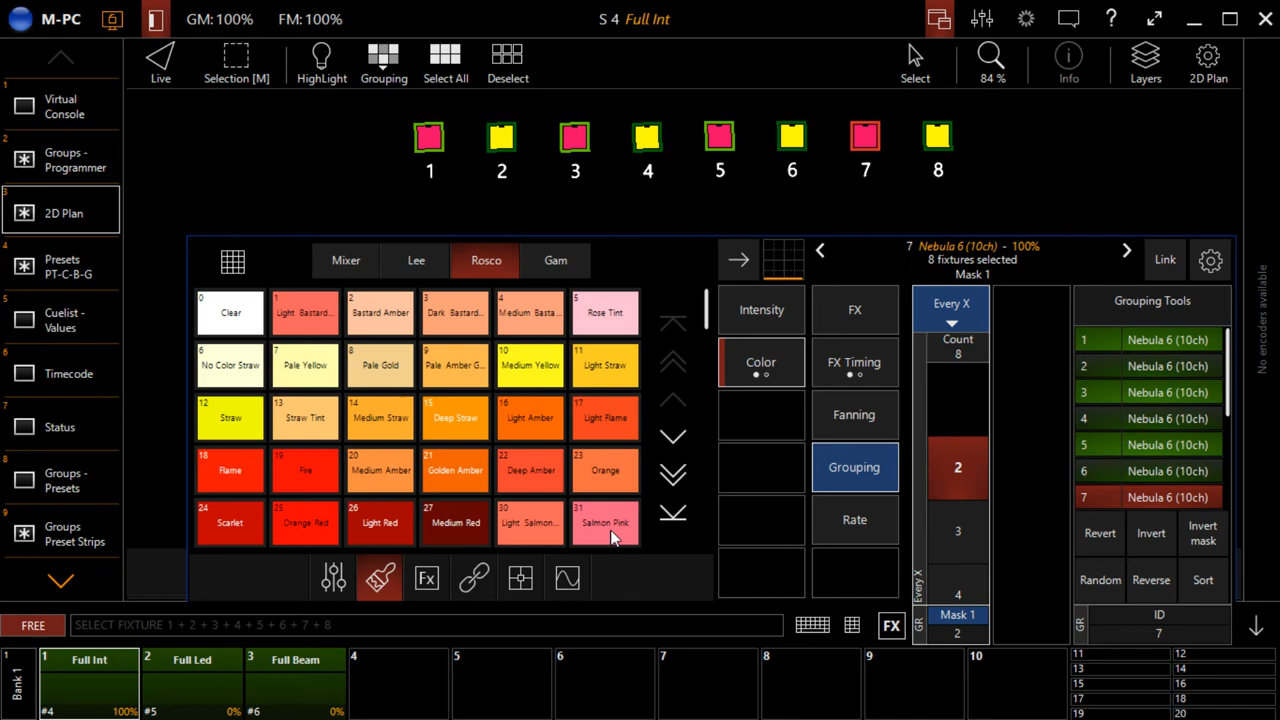 M-PC
6
GM: 100%
FM: 100%
S 4 Full Int
?
Live
Selection [M]
HighLight
Grouping
Select All
Deselect
Select
84 %
Info
Layers
2D Plan
1
Virtual
Console
2
Groups -
Programmer
3
2D Plan
4
Presets
PT-C-B-G
5
Cuelist -
Values
6
Timecode
7
Status
8
Groups -
Presets
9
Groups
Preset Strips
1 2 3 4 5 6 7 8
Mixer
Lee
Rosco
Gam
0 Clear
1 Light Bastard...
2 Bastard Amber
3 Dark Bastard...
4 Medium Basta...
5 Rose Tint
6 No Color Straw
7 Pale Yellow
8 Pale Gold
9 Pale Amber G...
10 Medium Yellow
11 Light Straw
12 Straw
13 Straw Tint
14 Medium Straw
15 Deep Straw
16 Light Amber
17 Light Flame
18 Flame
19 Fire
20 Medium Amber
21 Golden Amber
22 Deep Amber
23 Orange
24 Scarlet
25 Orange Red
26 Light Red
27 Medium Red
30 Light Salmon...
31 Salmon Pink
Fx
7 Nebula 6 (10ch) - 100%
8 fixtures selected
Mask 1
Link
Intensity
FX
Color
FX Timing
Fanning
Grouping
Rate
Every X
Count
8
2
3
4
Every X
GR
Mask 1
2
Grouping Tools
1 Nebula 6 (10ch)
2 Nebula 6 (10ch)
3 Nebula 6 (10ch)
4 Nebula 6 (10ch)
5 Nebula 6 (10ch)
6 Nebula 6 (10ch)
7 Nebula 6 (10ch)
Revert
Invert
Invert
mask
Random
Reverse
Sort
GR
ID
7
No encoders available
FREE
SELECT FIXTURE 1 + 2 + 3 + 4 + 5 + 6 + 7 + 8
FX
Bank 1
1
1 Full Int
#4 100%
2 Full Led
#5 0%
3 Full Beam
#6 0%
4
5
6
7
8
9
10
11 12
13 14
15 16
17 18
19 20